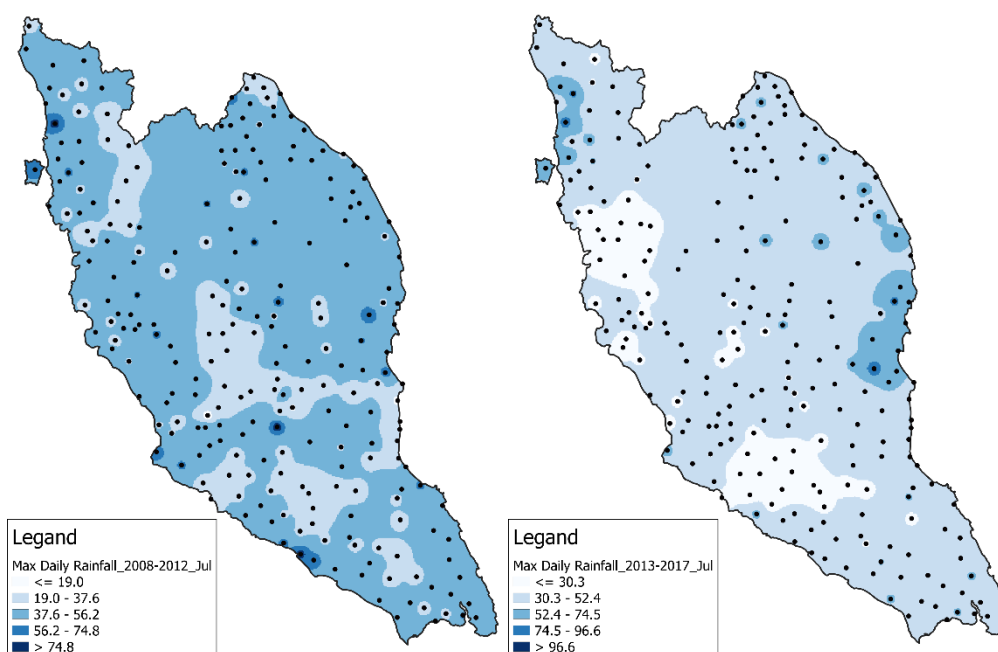 Legand
Max Daily Rainfall_2008-2012_Jul
<= 19.0
19.0 - 37.6
37.6 - 56.2
56.2 - 74.8
> 74.8
Legand
Max Daily Rainfall_2013-2017_Jul
<= 30.3
30.3 - 52.4
52.4 - 74.5
74.5 - 96.6
> 96.6